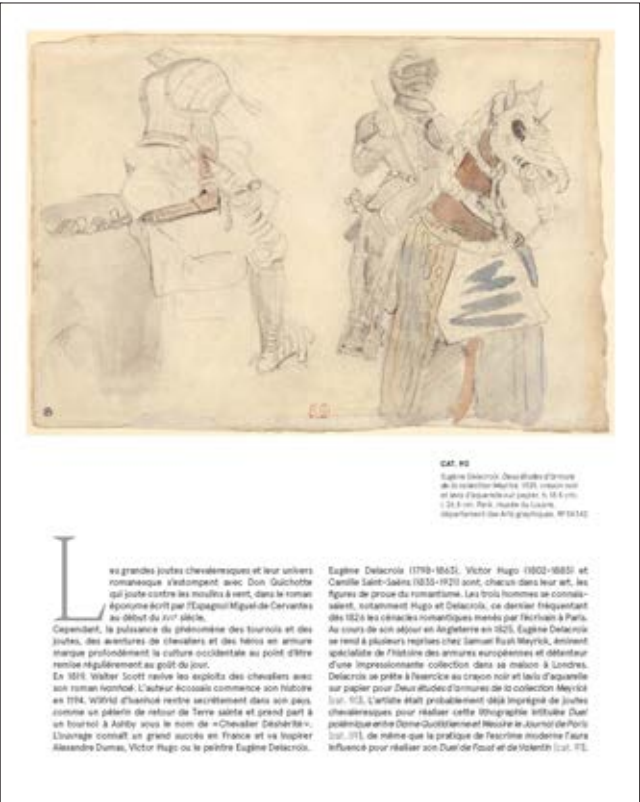 CAT. 90
Eugène Delacroix, Deux études d'armure
de la collection Meyrick, 1825, crayon noir
et lavis d'aquarelle sur papier, h.
Paris, musée du Louvre,
département des Arts graphiques,
Les grandes joutes chevaleresques et leur univers
romanesque s'estompent avec Don Quichotte
qui joute contre les moulins à vent, dans le roman
éponyme écrit par l'Espagnol Miguel de Cervantes
au début du XVIIe siècle.
Cependant, la puissance du phénomène des tournois et des
joutes, des aventures de chevaliers et des héros en armure
marque profondément la culture occidentale au point d'être
remise régulièrement au goût du jour.
En 1819, Walter Scott ravive les exploits des chevaliers avec
son roman Ivanhoé. L'auteur écossais commence son histoire
en 1194. Wilfrid d'Ivanhoé rentre secrètement dans son pays,
comme un pèlerin de retour de Terre sainte et prend part à
un tournoi à Ashby sous le nom de «Chevalier Déshérité».
L'ouvrage connaît un grand succès en France et va inspirer
Alexandre Dumas, Victor Hugo ou le peintre Eugène Delacroix.
Eugène Delacroix (1798-1863), Victor Hugo (1802-1885) et
Camille Saint-Saëns (1835-1921) sont, chacun dans leur art, les
figures de proue du romantisme. Les trois hommes se connais-
saient, notamment Hugo et Delacroix, ce dernier fréquentant
dès 1826 les cénacles romantiques menés par l'écrivain à Paris.
Au cours de son séjour en Angleterre en 1825, Eugène Delacroix
se rend à plusieurs reprises chez Samuel Rush Meyrick, éminent
spécialiste de l'histoire des armures européennes et détenteur
d'une impressionnante collection dans sa maison à Londres.
Delacroix se prête à l'exercice au crayon noir et lavis d'aquarelle
sur papier pour Deux études d'armures de la collection Meyrick
(cat. 90). L'artiste était probablement déjà imprégné de joutes
chevaleresques pour réaliser cette lithographie intitulée Duel
polémique entre Dame Quotidienne et Messire le Journal de Paris
(cat. 89), de même que la pratique de l'escrime moderne l'aura
influencé pour réaliser son Duel de Faust et de Valentin (cat. 91).